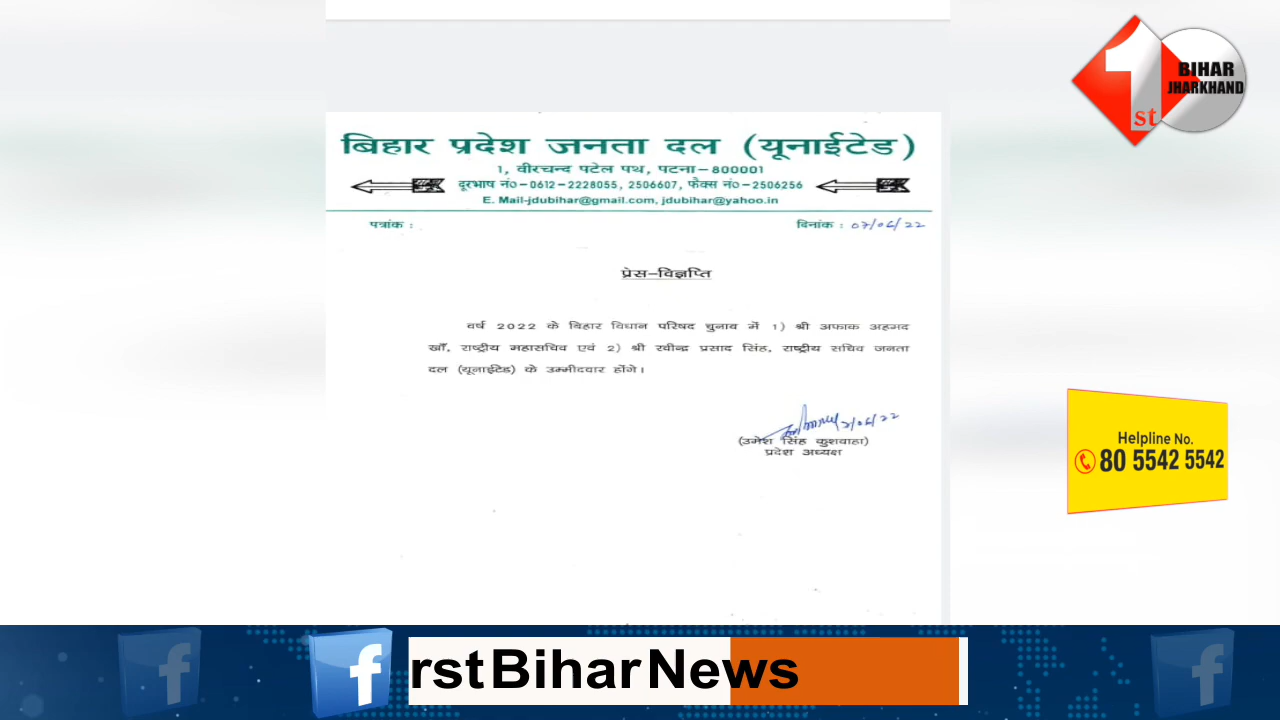 1st
BIHAR
JHARKHAND
बिहार प्रदेश जनता दल (यूनाईटेड)
1, वीरचन्द पटेल पथ, पटना-800001
दूरभाष नं०-0612-2228055, 2506607, फैक्स नं०-2506256
E. Mail-jdubihar@gmail.com, jdubihar@yahoo.in
पत्रांक :
दिनांक : 07/06/22
प्रेस-विज्ञप्ति
वर्ष 2022 के बिहार विधान परिषद चुनाव में 1) श्री अफाक अहमद
खाँ, राष्ट्रीय महासचिव एवं 2) श्री रवीन्द्र प्रसाद सिंह, राष्ट्रीय सचिव जनता
दल (यूनाईटेड) के उम्मीदवार होंगे।
(उमेश सिंह कुशवाहा)
प्रदेश अध्यक्ष
Helpline No.
80 5542 5542
f rst Bihar News